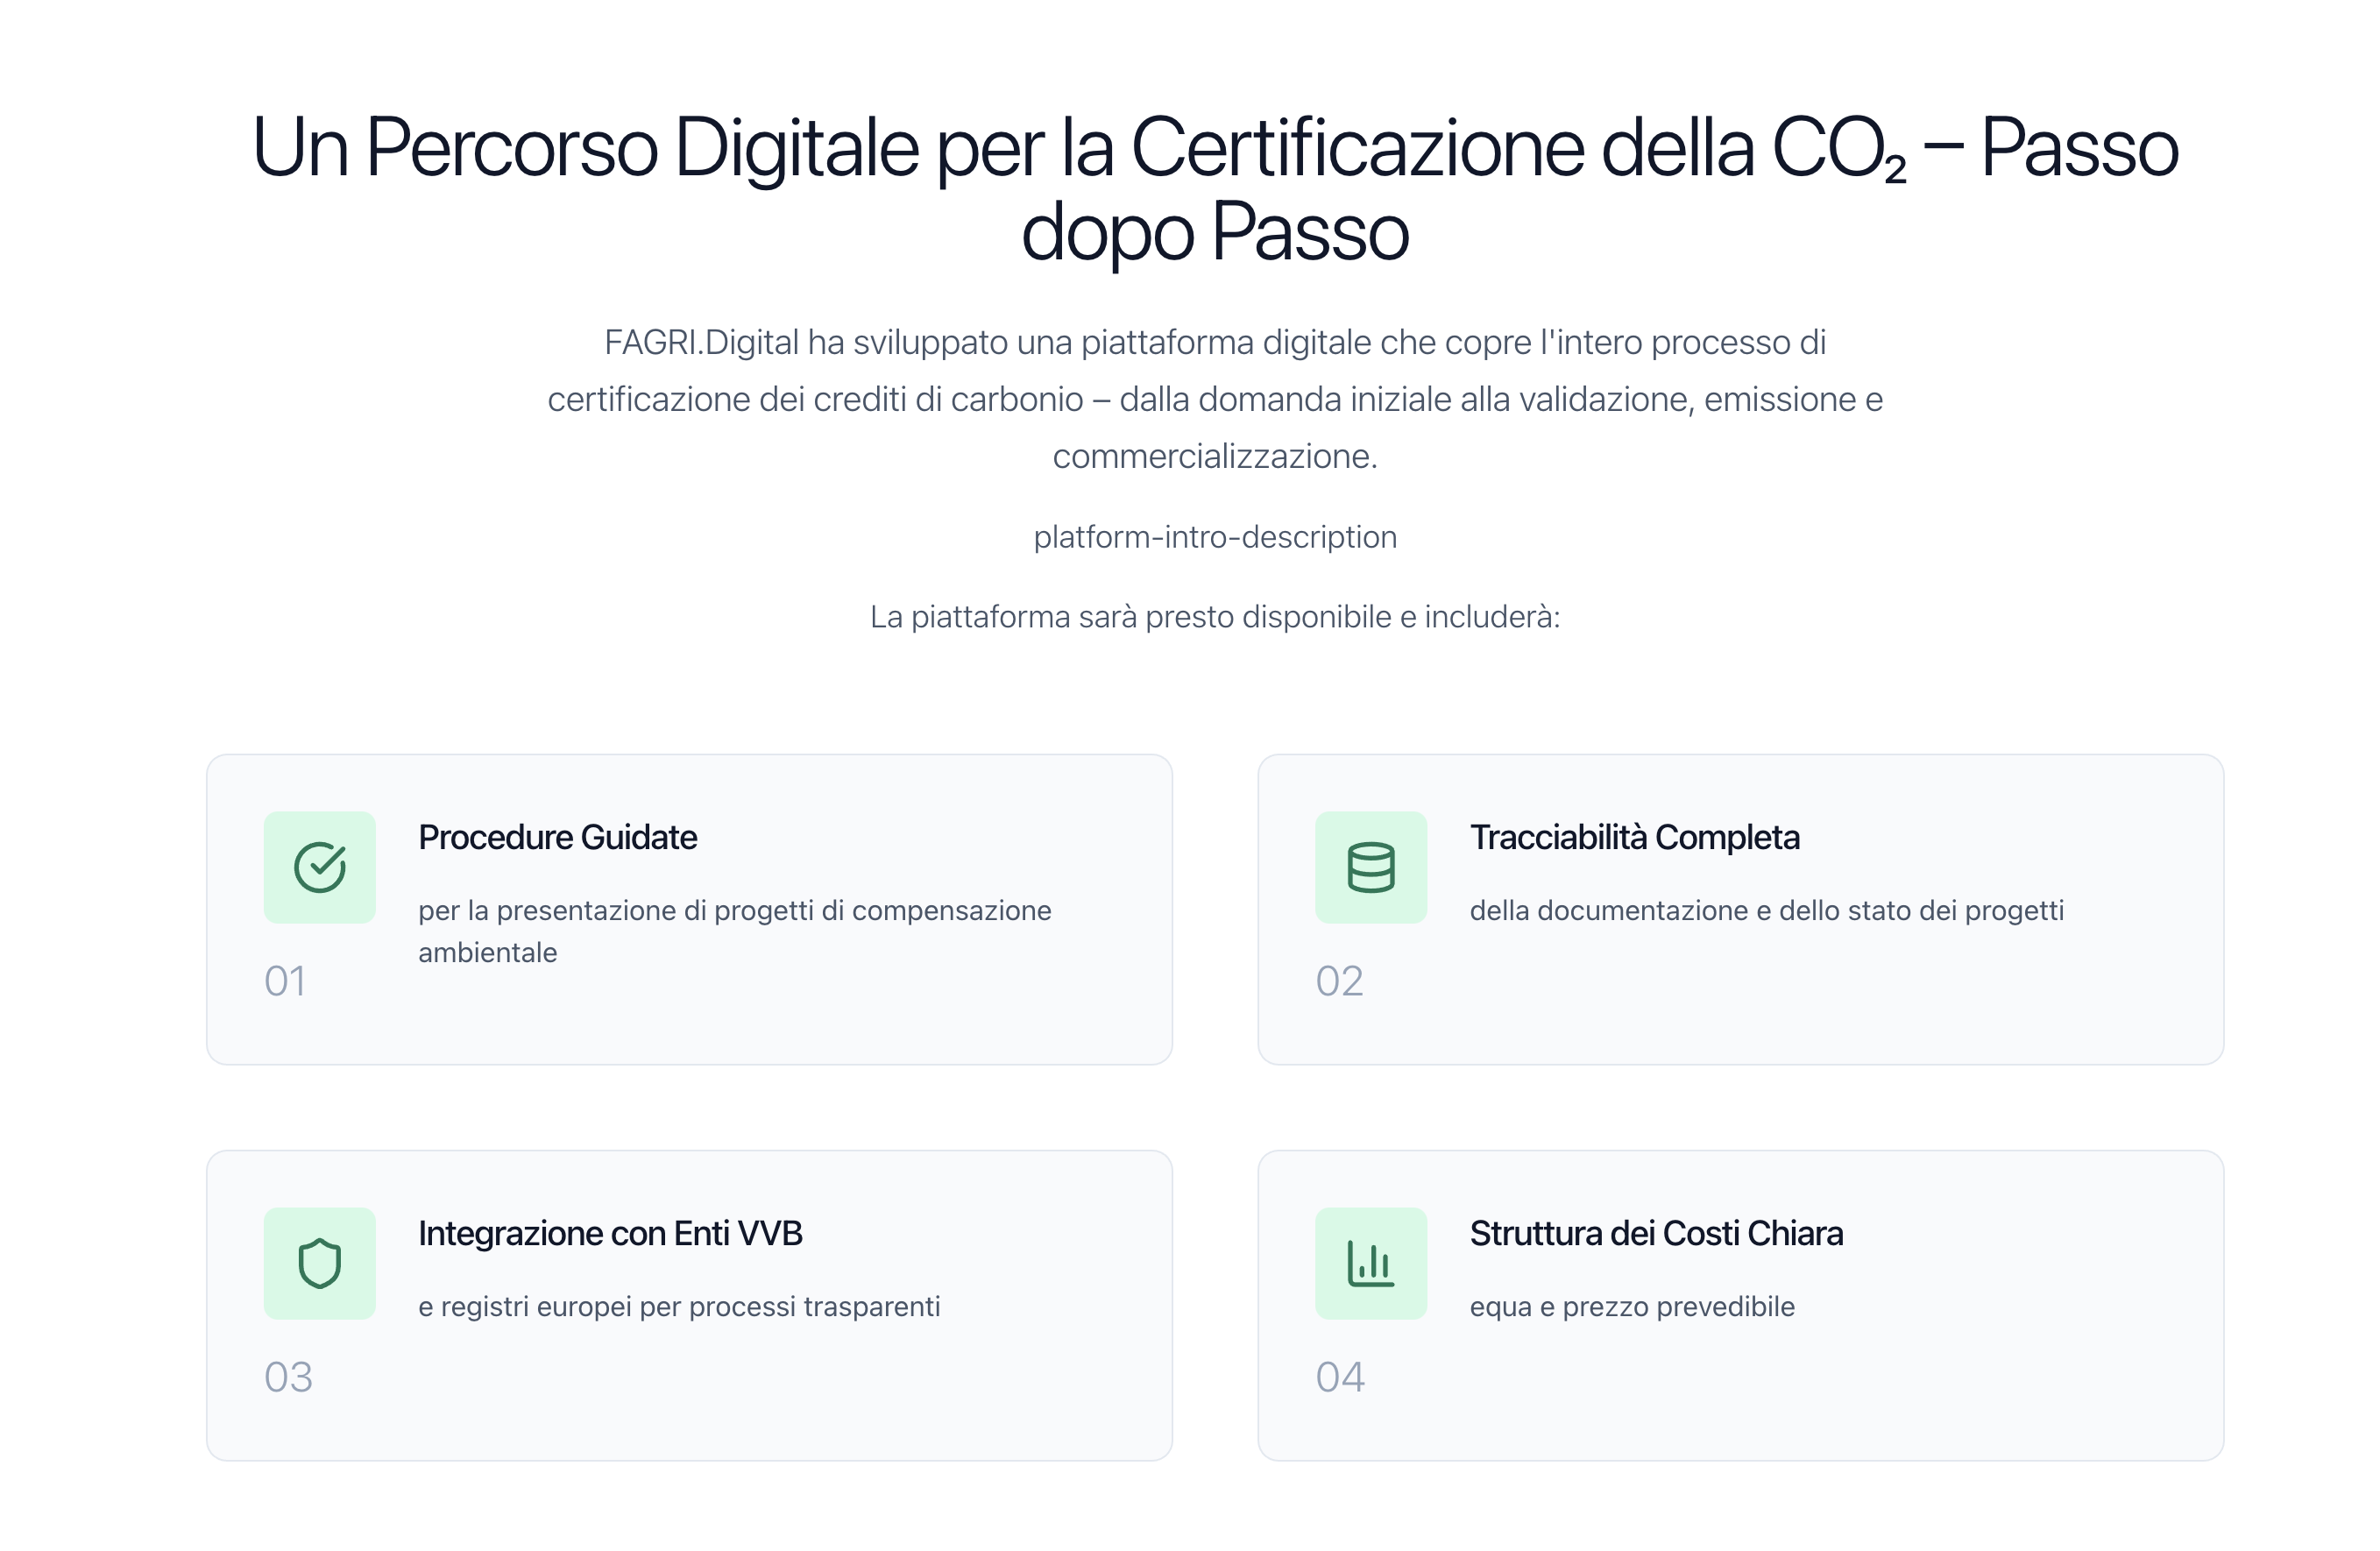 Un Percorso Digitale per la Certificazione della CO₂ – Passo
dopo Passo
FAGRI.Digital ha sviluppato una piattaforma digitale che copre l'intero processo di
certificazione dei crediti di carbonio – dalla domanda iniziale alla validazione, emissione e
commercializzazione.
platform-intro-description
La piattaforma sarà presto disponibile e includerà:
Procedure Guidate
per la presentazione di progetti di compensazione
ambientale
01
Tracciabilità Completa
della documentazione e dello stato dei progetti
02
Integrazione con Enti VVB
e registri europei per processi trasparenti
03
Struttura dei Costi Chiara
equa e prezzo prevedibile
04